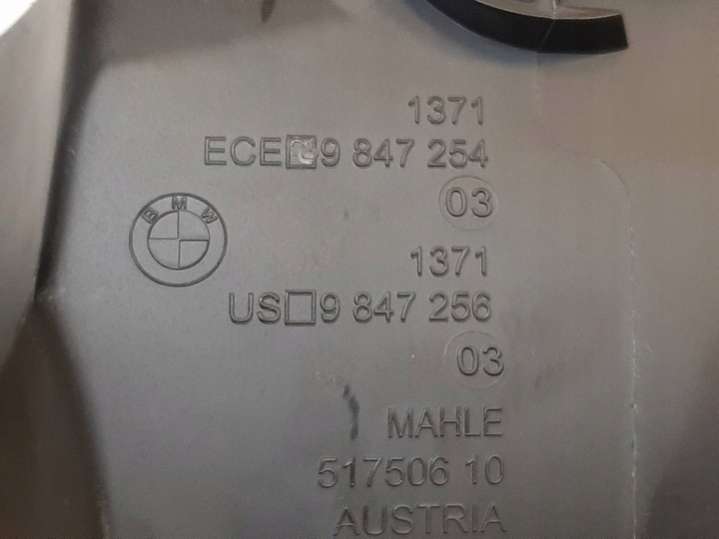 1371
ECE 9 847 254
03
BMW
1371
US□9 847 256
03
MAHLE
517506 10
AUSTRIA